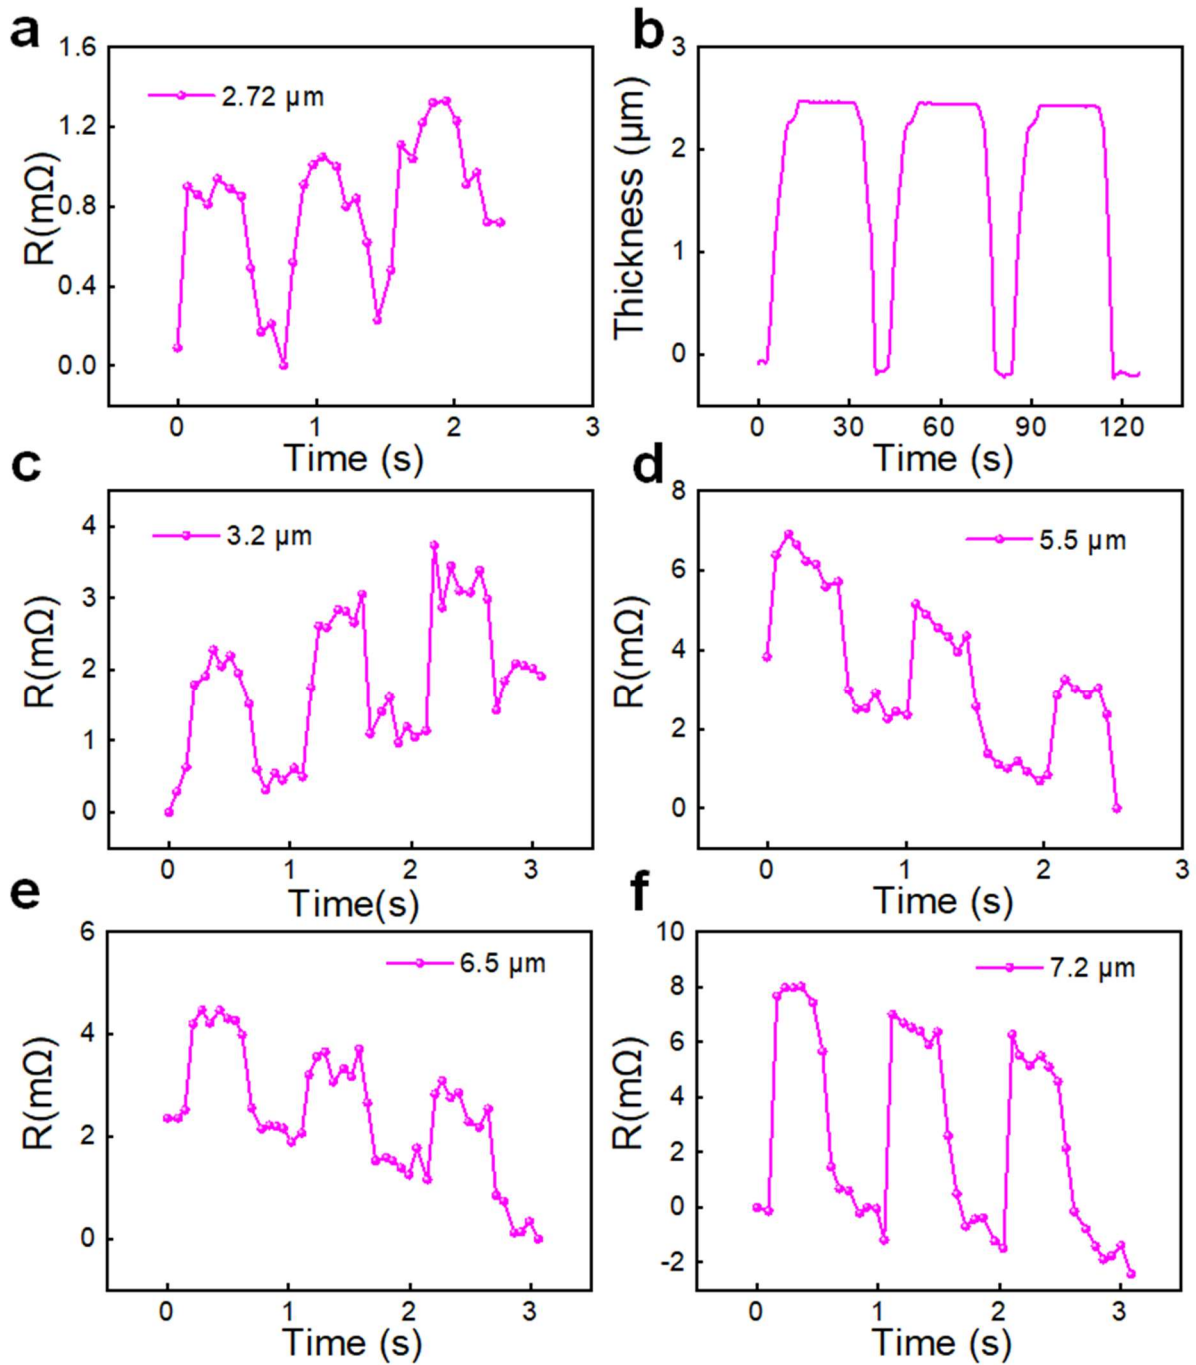 a
b
1.6
1.2
0.8
0.4
0.0
R(mΩ)
2.72 μm
0 1 2 3
Time (s)
3
2
1
0
Thickness (μm)
0 30 60 90 120
Time (s)
c
d
4
3
2
1
0
R(mΩ)
3.2 μm
0 1 2 3
Time(s)
8
6
4
2
0
R(mΩ)
5.5 μm
0 1 2 3
Time (s)
e
f
6
4
2
0
R(mΩ)
6.5 μm
0 1 2 3
Time (s)
10
8
6
4
2
0
-2
R(mΩ)
7.2 μm
0 1 2 3
Time (s)